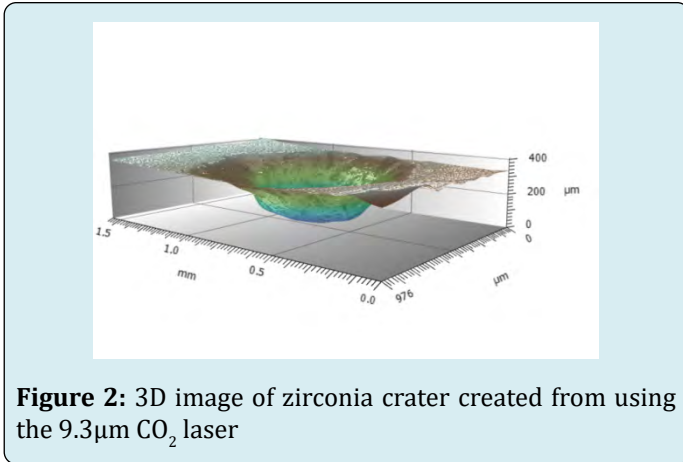 400
200
µm
0
0
1.5
1.0
mm
0.5
0.0
976
µm
Figure 2: 3D image of zirconia crater created from using
the 9.3µm CO₂ laser